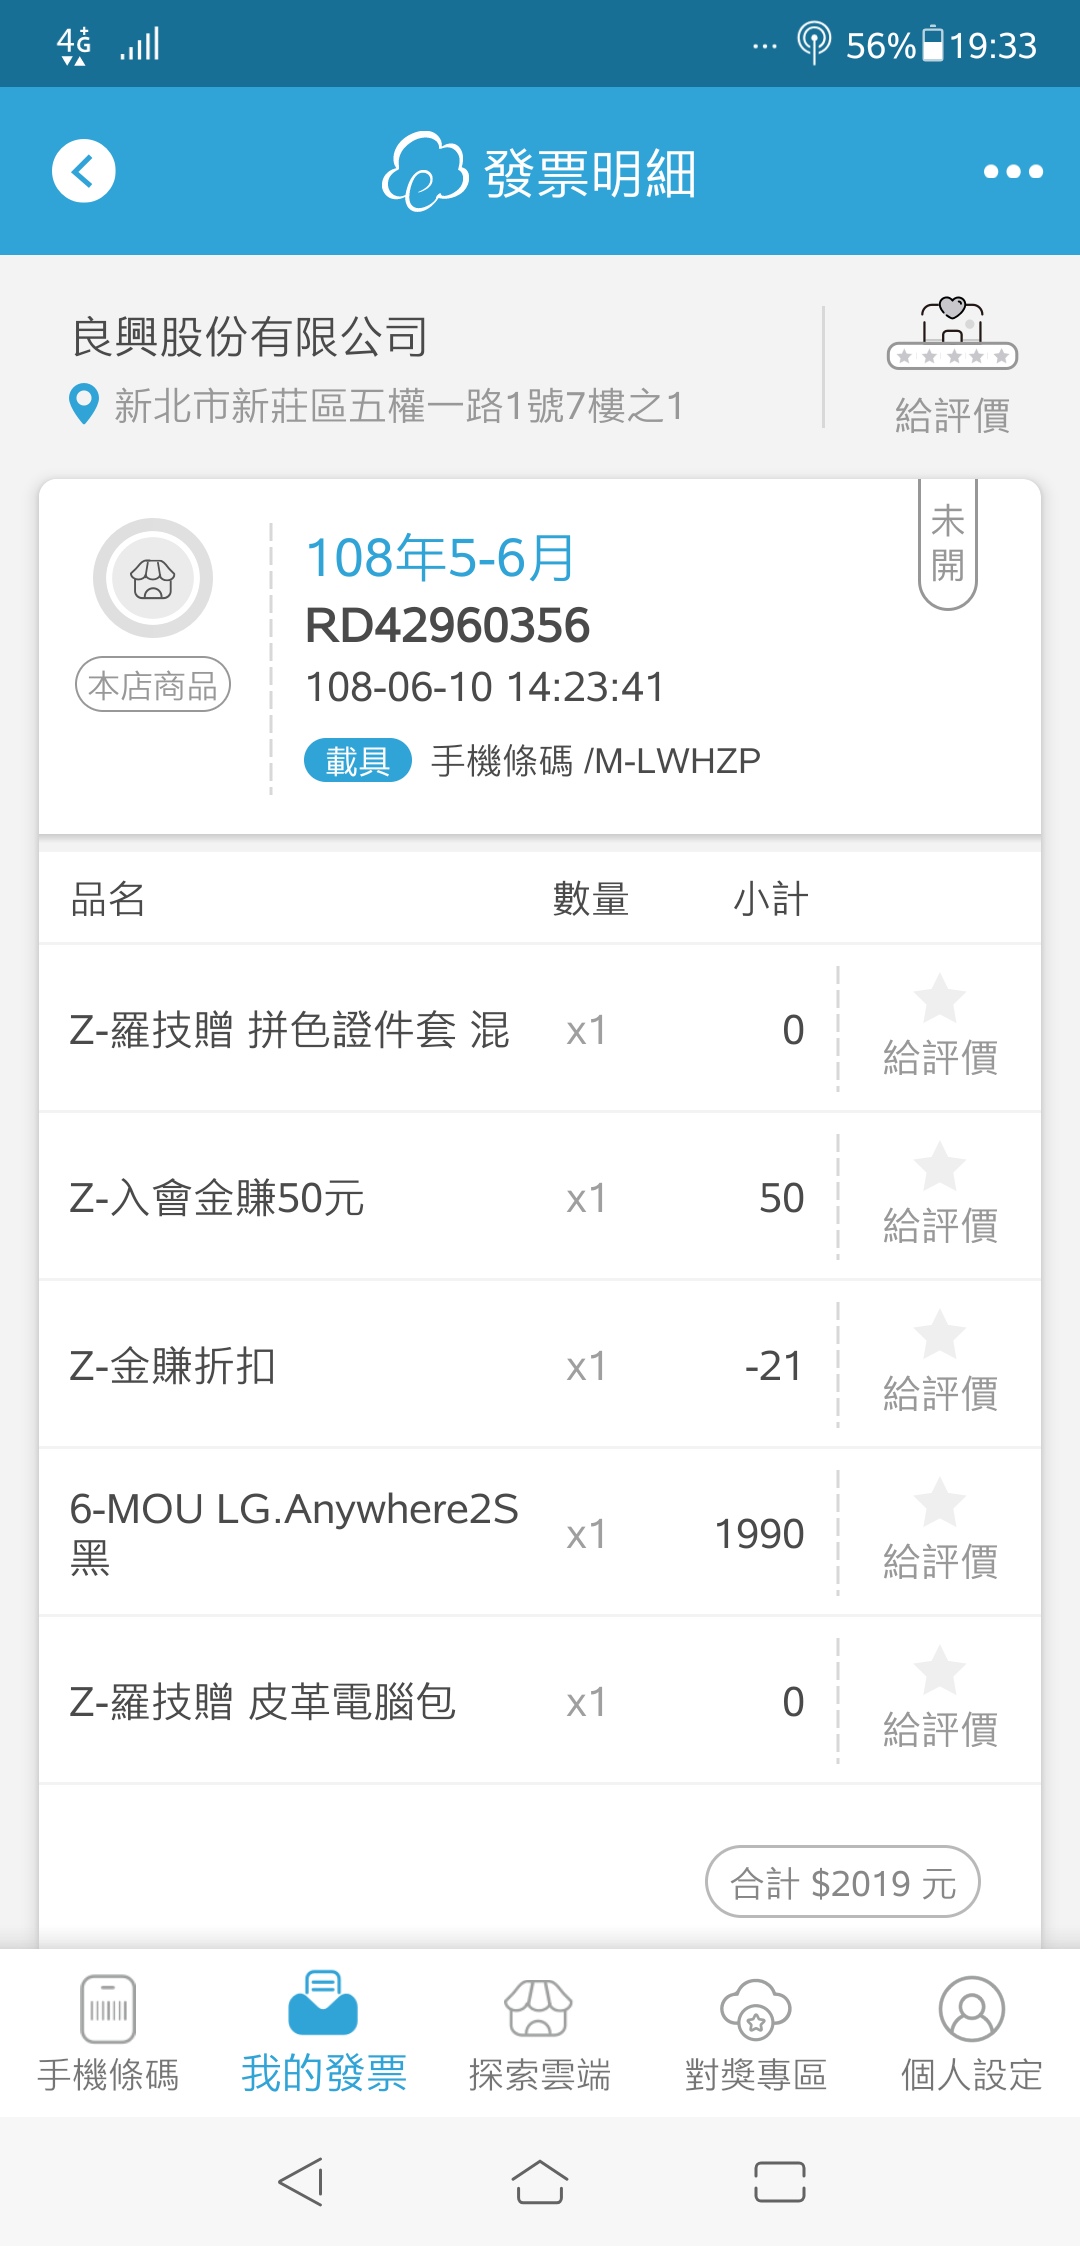 4G+
... 56% 19:33
發票明細
良興股份有限公司
新北市新莊區五權一路1號7樓之1
給評價
未開
108年5-6月
RD42960356
108-06-10 14:23:41
本店商品
載具 手機條碼 /M-LWHZP
品名 數量 小計
Z-羅技贈 拼色證件套 混 x1 0
給評價
Z-入會金賺50元 x1 50
給評價
Z-金賺折扣 x1 -21
給評價
6-MOU LG.Anywhere2S
黑 x1 1990
給評價
Z-羅技贈 皮革電腦包 x1 0
給評價
合計 $2019 元
手機條碼 我的發票 探索雲端 對獎專區 個人設定